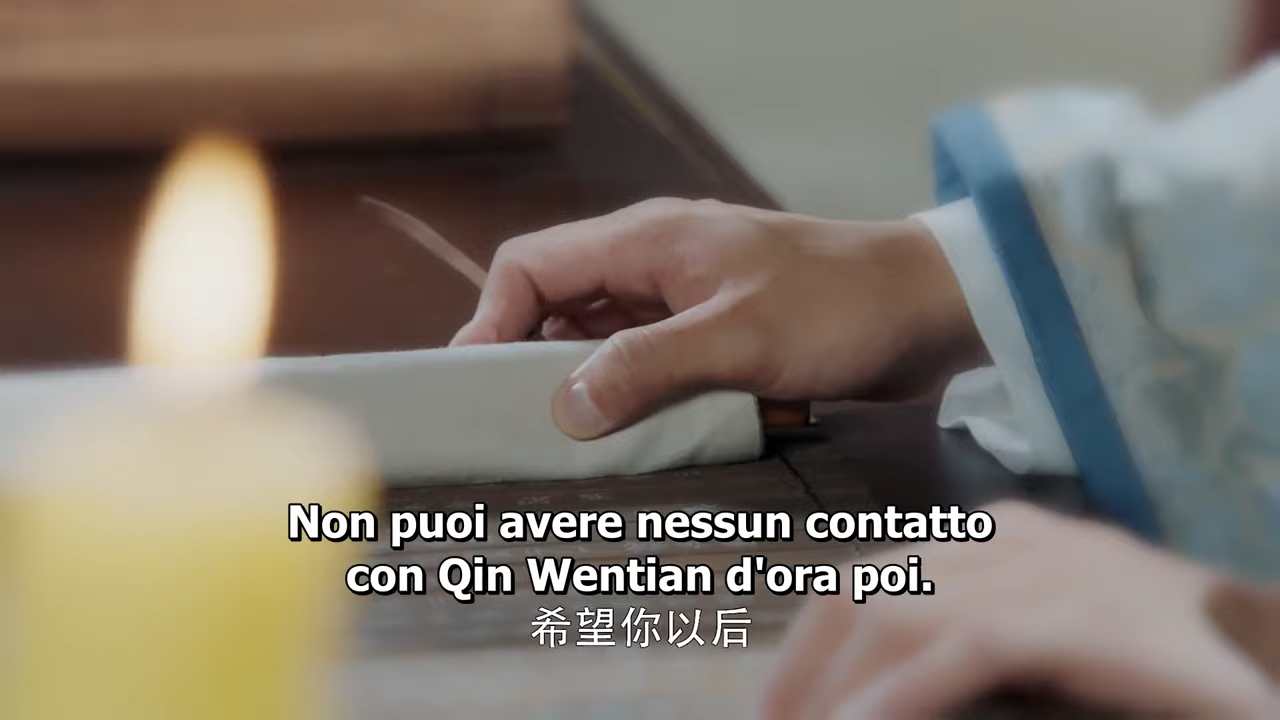 Non puoi avere nessun contatto
con Qin Wentian d'ora poi.
希望你以后